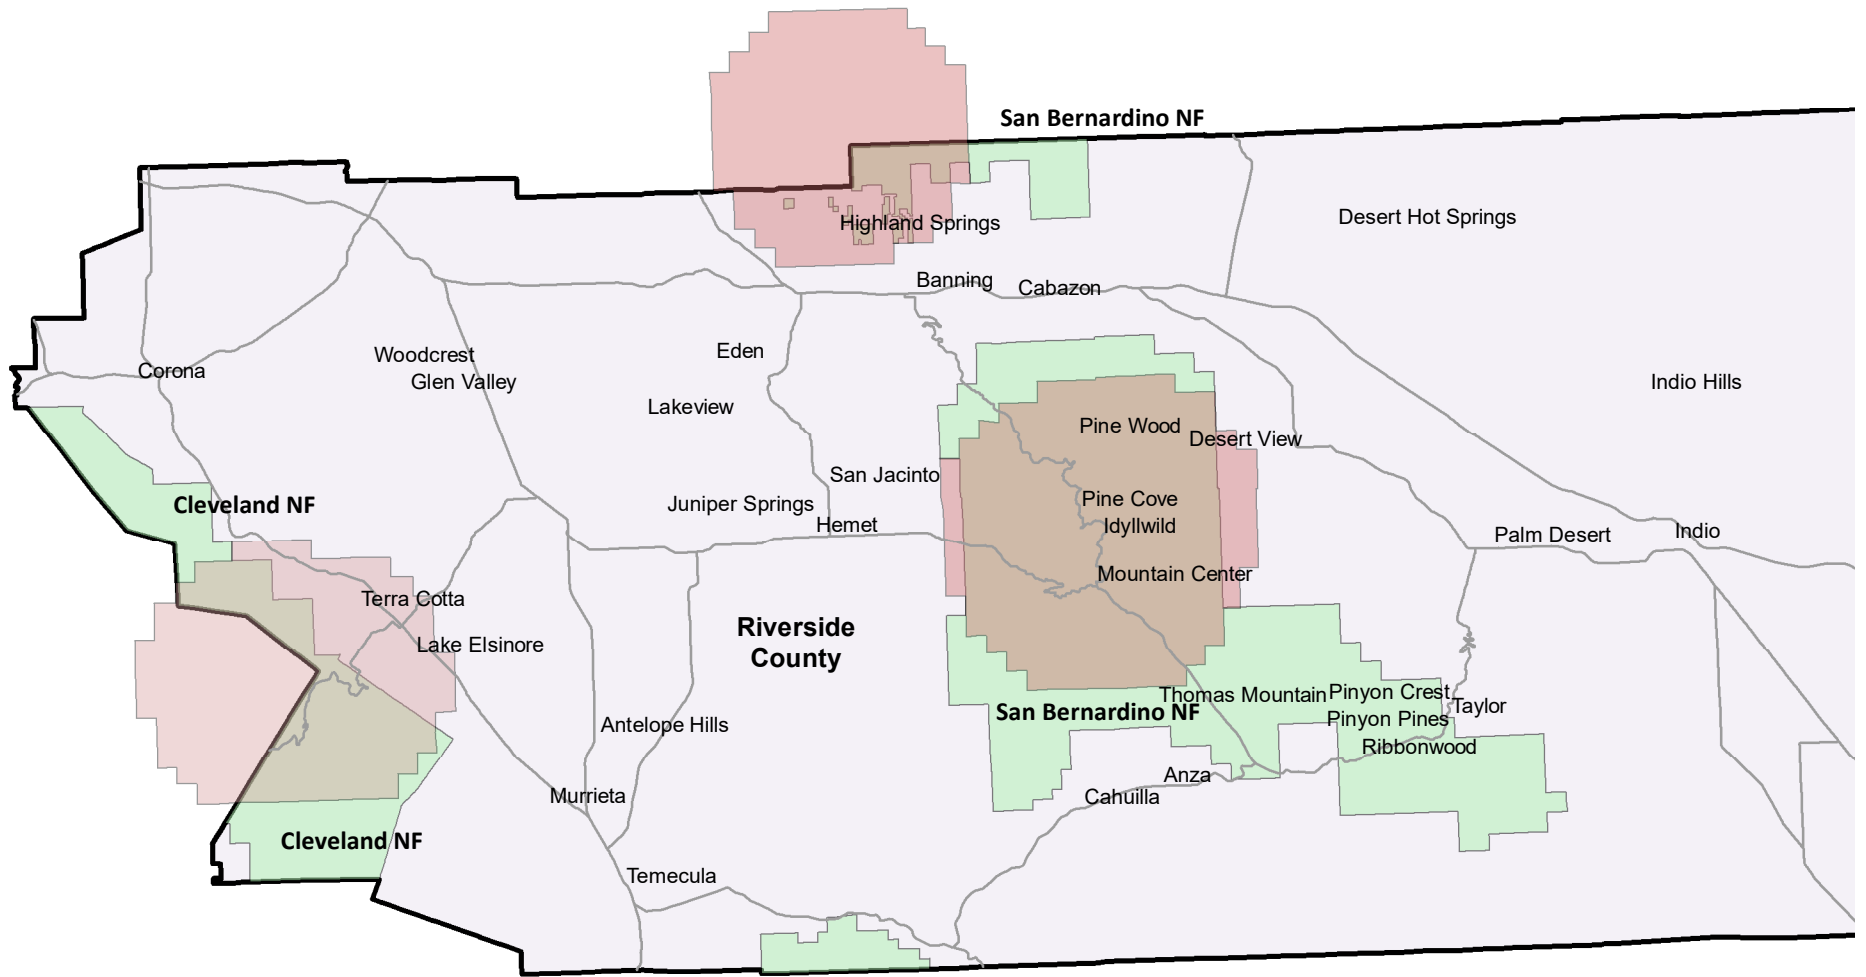 San Bernardino NF
Desert Hot Springs
Highland Springs
Banning
Cabazon
Eden
Woodcrest
Corona
Glen Valley
Indio Hills
Lakeview
Pine Wood
Desert View
San Jacinto
Pine Cove
Juniper Springs
Cleveland NF
Hemet
Idyllwild
Indio
Palm Desert
Mountain Center
Terra Cotta
Riverside
County
Lake Elsinore
Thomas Mountain
Pinyon Crest
Taylor
San Bernardino NF
Pinyon Pines
Antelope Hills
Ribbonwood
Anza
Murrieta
Cahuilla
Cleveland NF
Temecula